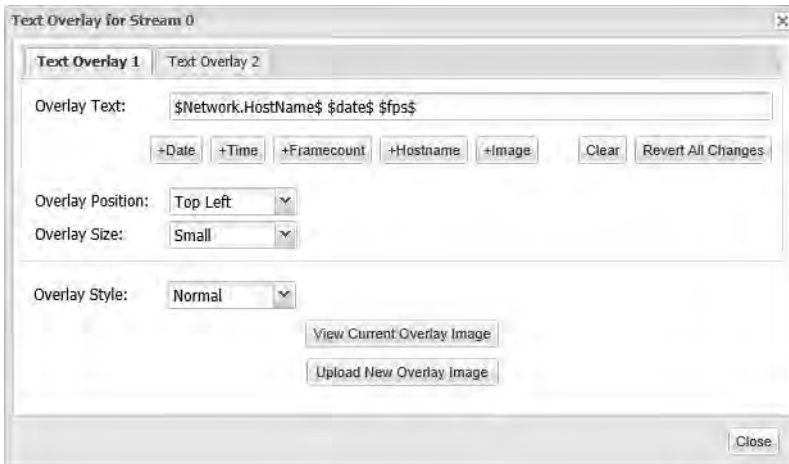 Text Overlay for Stream 0
Text Overlay 1 Text Overlay 2
Overlay Text: $Network.HostName$ $date$ $fps$
+Date +Time +Framecount +Hostname +Image Clear Revert All Changes
Overlay Position: Top Left
Overlay Size: Small
Overlay Style: Normal
View Current Overlay Image
Upload New Overlay Image
Close